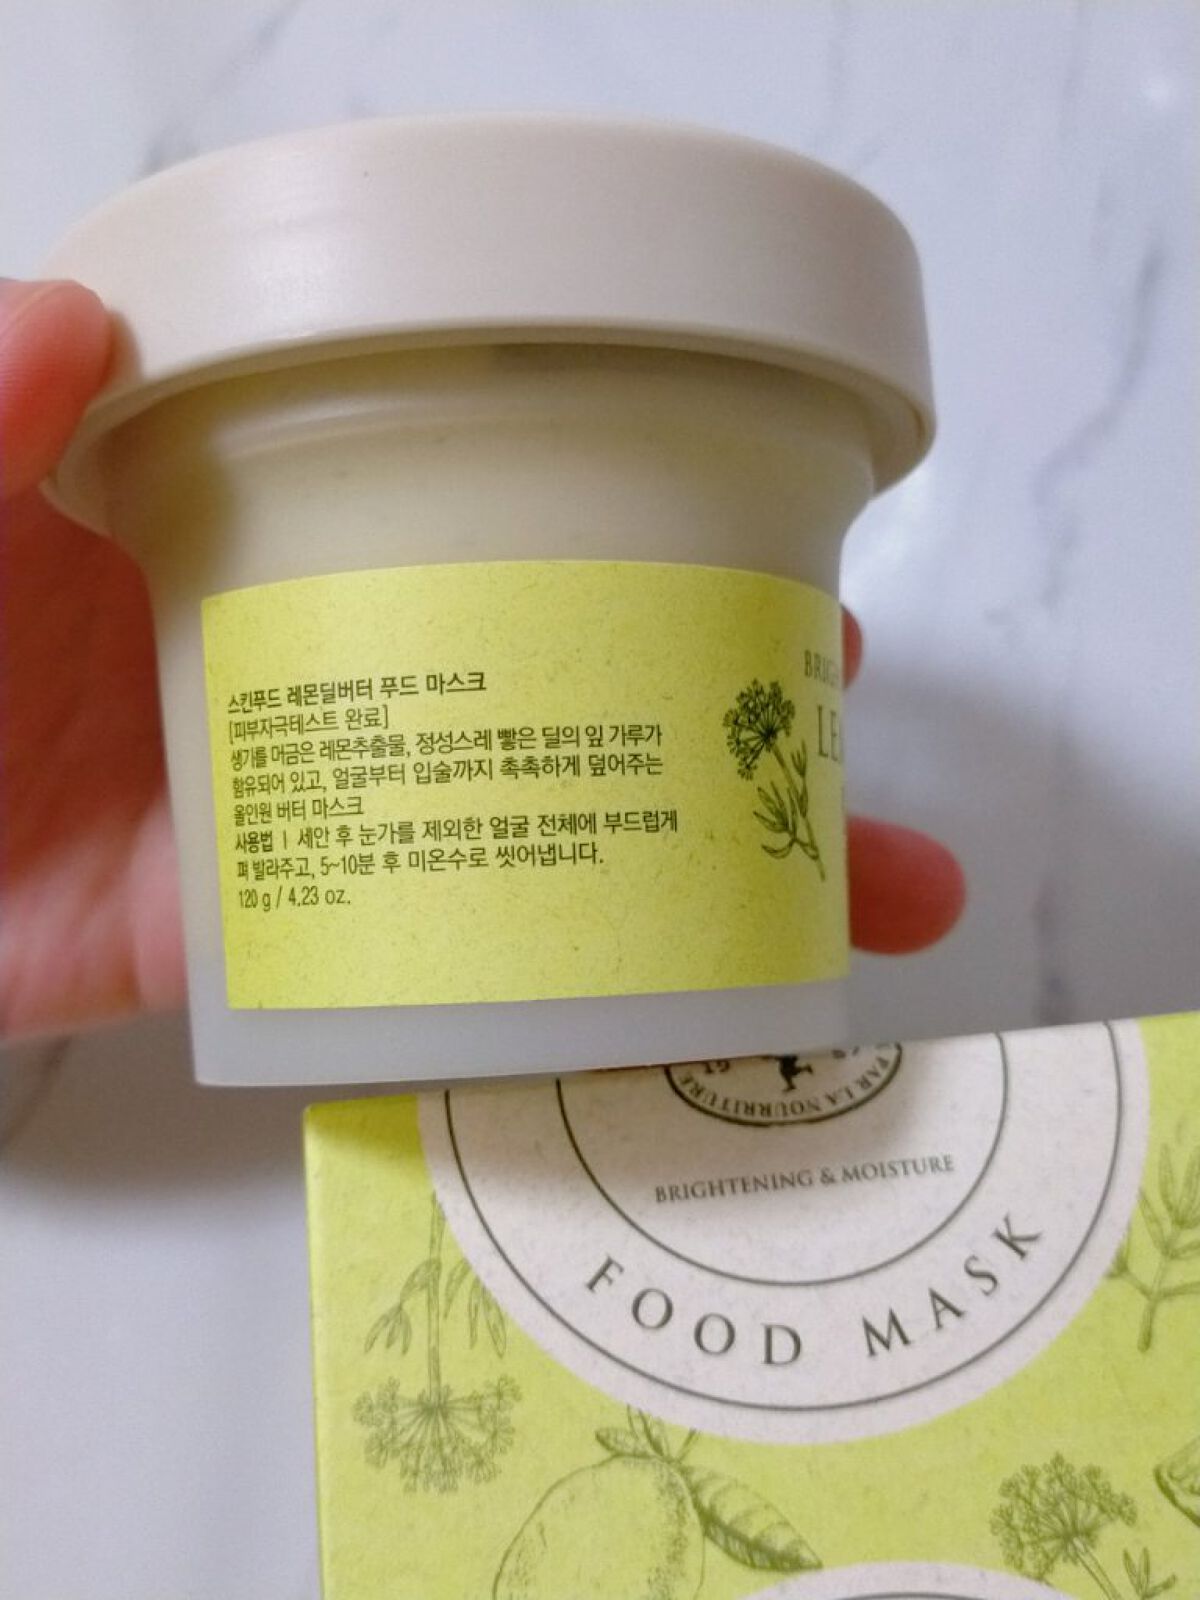 스킨푸드 레몬딜버터 푸드 마스크
[피부자극테스트 완료]
생기를 머금은 레몬추출물, 정성스레 빻은 딜의 잎 가루가
함유되어 있고, 얼굴부터 입술까지 촉촉하게 덮어주는
올인원 버터 마스크
사용법 | 세안 후 눈가를 제외한 얼굴 전체에 부드럽게
펴 발라주고, 5~10분 후 미온수로 씻어냅니다.
120 g / 4.23 oz.
PAR LA NOURRITURE
BRIGHTENING & MOISTURE
FOOD MASK